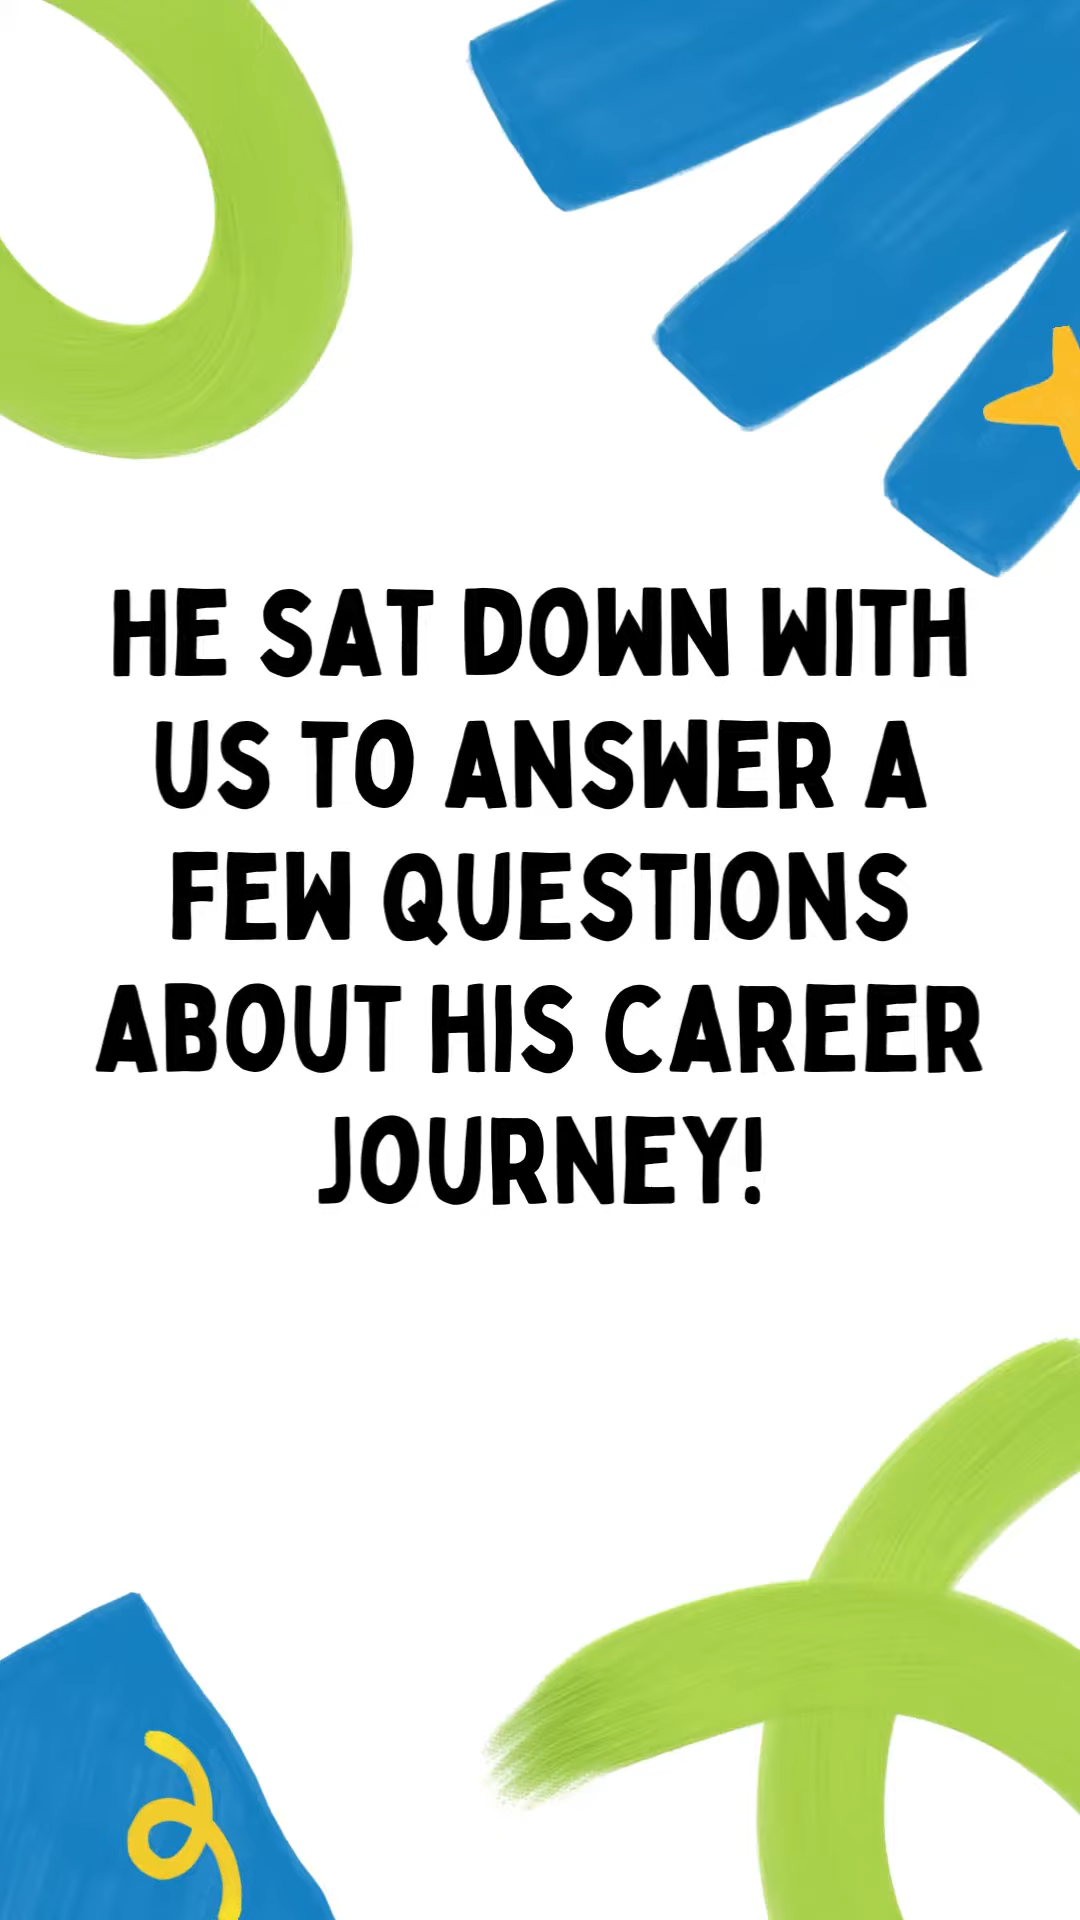 HE SAT DOWN WITH
US TO ANSWER A
FEW QUESTIONS
ABOUT HIS CAREER
JOURNEY!